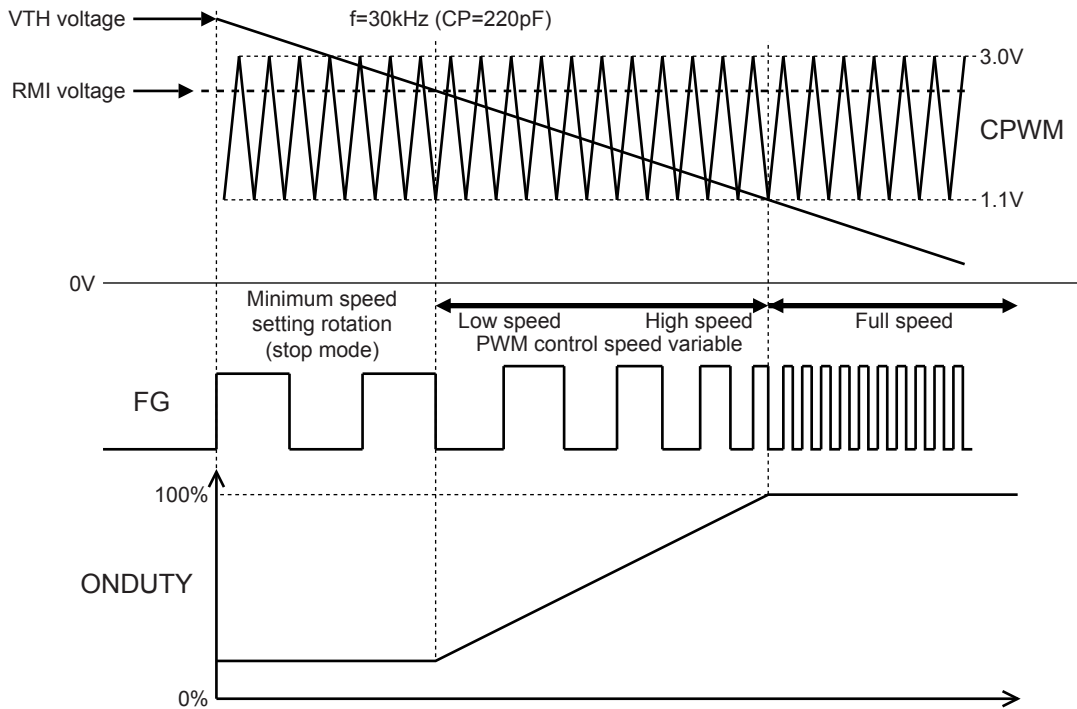 VTH voltage
f=30kHz (CP=220pF)
3.0V
RMI voltage
CPWM
1.1V
0V
Minimum speed
setting rotation
(stop mode)
Low speed
High speed
Full speed
PWM control speed variable
FG
100%
ONDUTY
0%